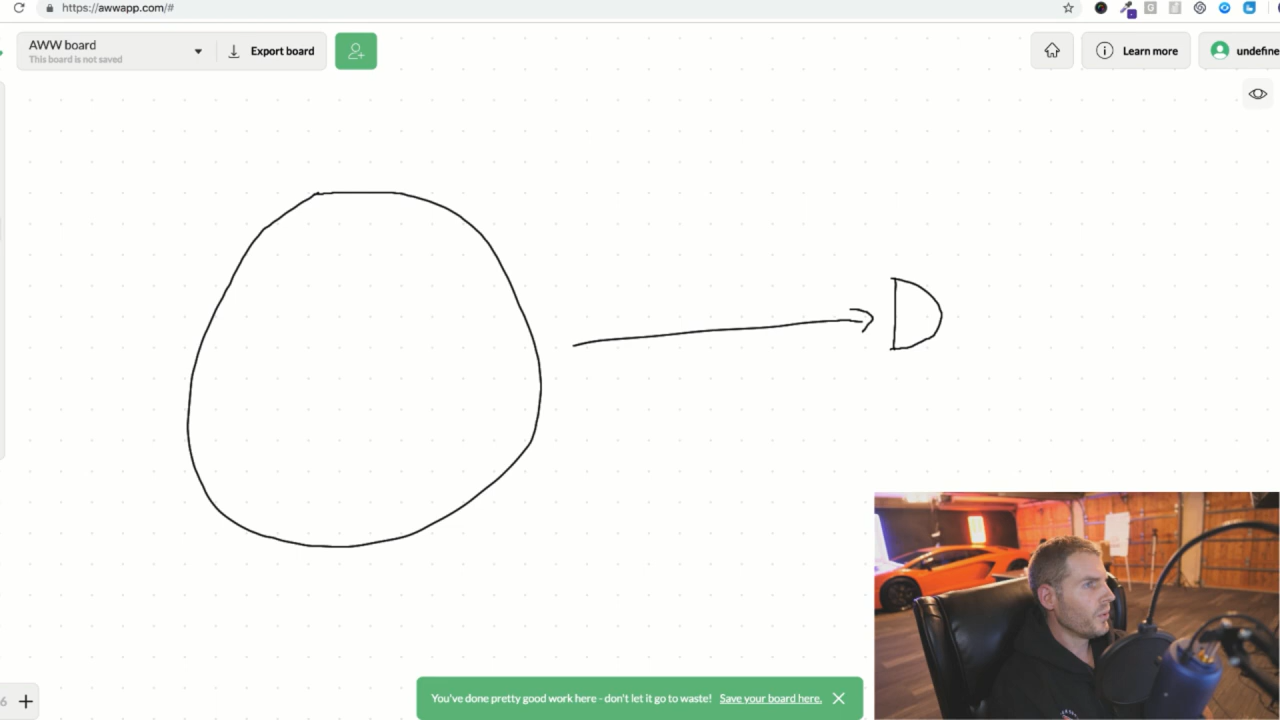 https://awwapp.com/#
AWW board
This board is not saved
Export board
Learn more
undefine
D
6
You've done pretty good work here - don't let it go to waste! Save your board here.